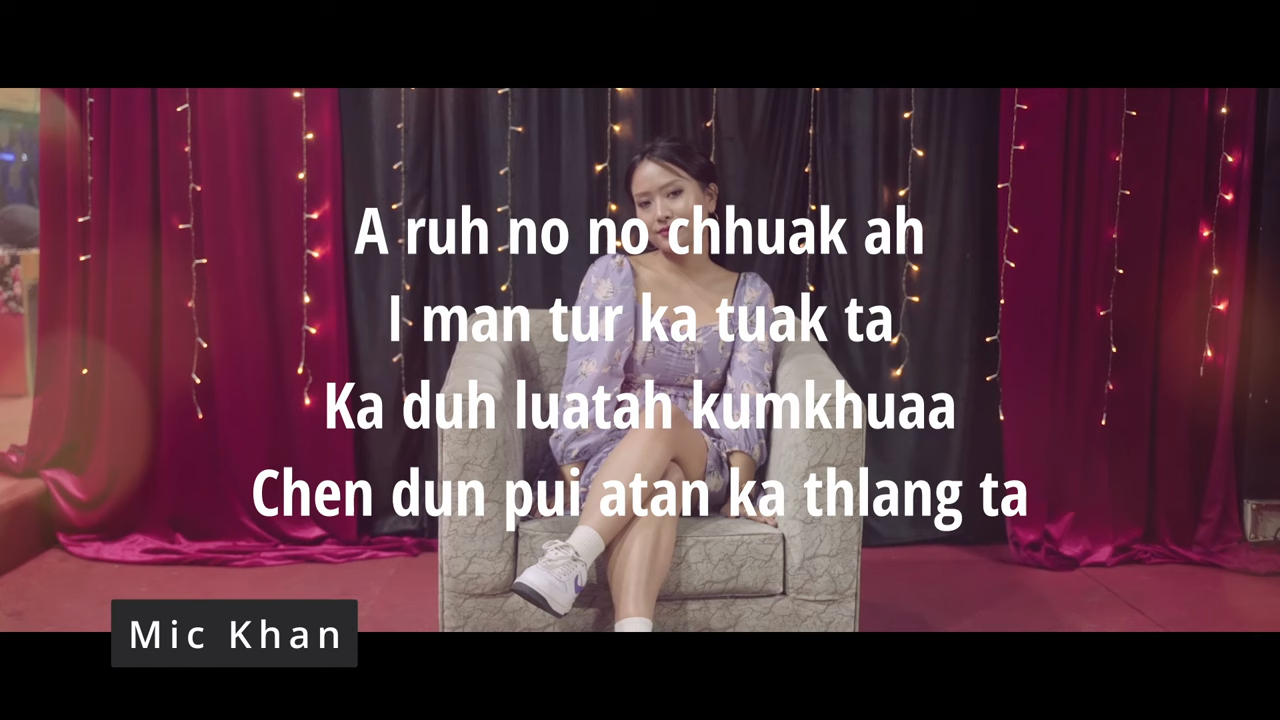 A ruh no no chhuak ah
I man tur ka tuak ta
Ka duh luatah kumkhuaa
Chen dun pui atan ka thlang ta
Mic Khan